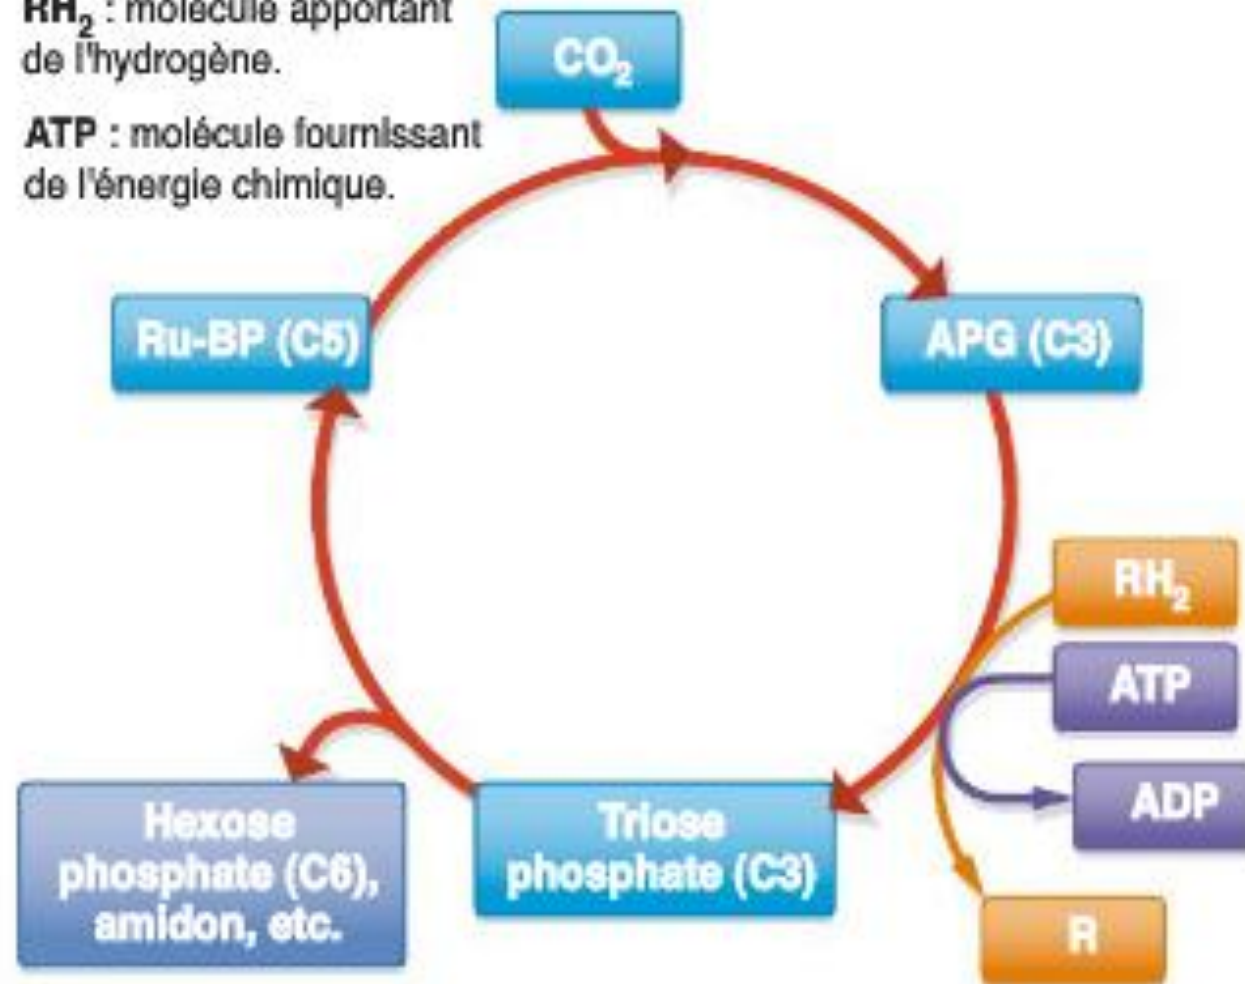 RH₂ : molécule apportant
de l'hydrogène.
ATP : molécule fournissant
de l'énergie chimique.
CO₂
Ru-BP (C5)
APG (C3)
RH₂
ATP
ADP
R
Triose
phosphate (C3)
Hexose
phosphate (C6),
amidon, etc.